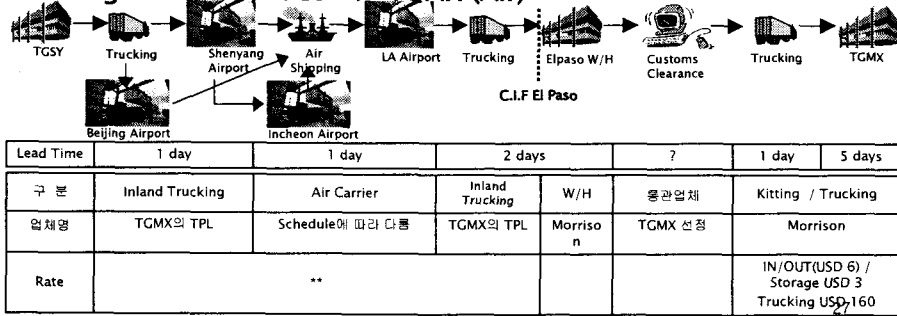 TGSY
Trucking
Shenyang Airport
Air Shipping
LA Airport
Trucking
Elpaso W/H
Customs Clearance
Trucking
TGMX
Beijing Airport
Incheon Airport
C.I.F El Paso
Lead Time 1 day 1 day 2 days ? 1 day 5 days
구 분 Inland Trucking Air Carrier Inland Trucking W/H 통관업체 Kitting / Trucking
업체명 TGMX의 TPL Schedule에 따라 다름 TGMX의 TPL Morrison TGMX 선정 Morrison
Rate ** IN/OUT(USD 6) /
Storage USD 3
Trucking USD 160
27